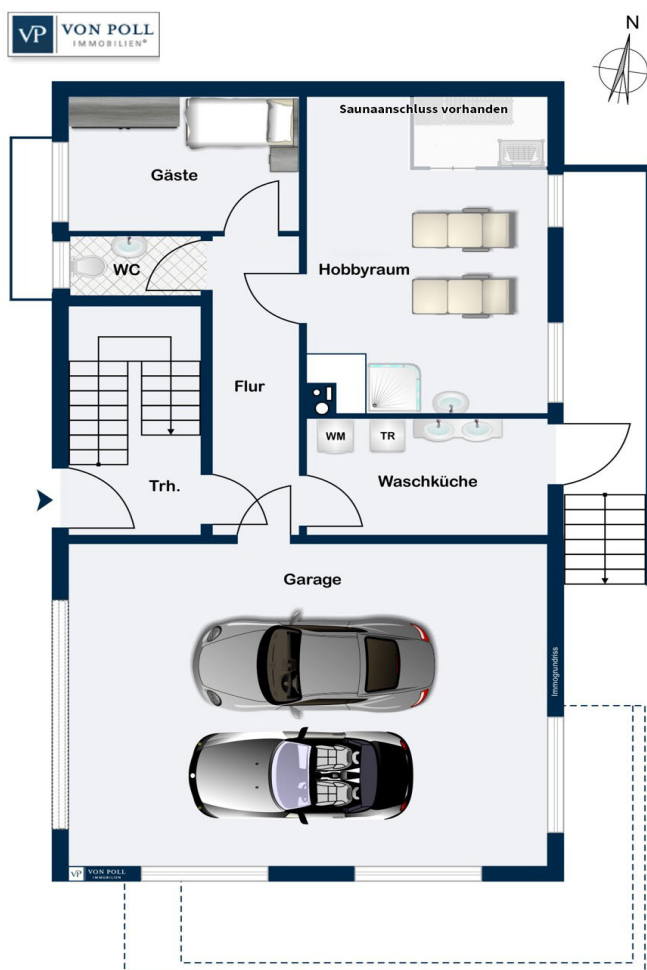 VP VON POLL
IMMOBILIEN®
N
Saunaanschluss vorhanden
Gäste
WC
Hobbyraum
Flur
WM
TR
Waschküche
Trh.
Garage
Immogrundriss
VP VON POLL
IMMOBILIEN